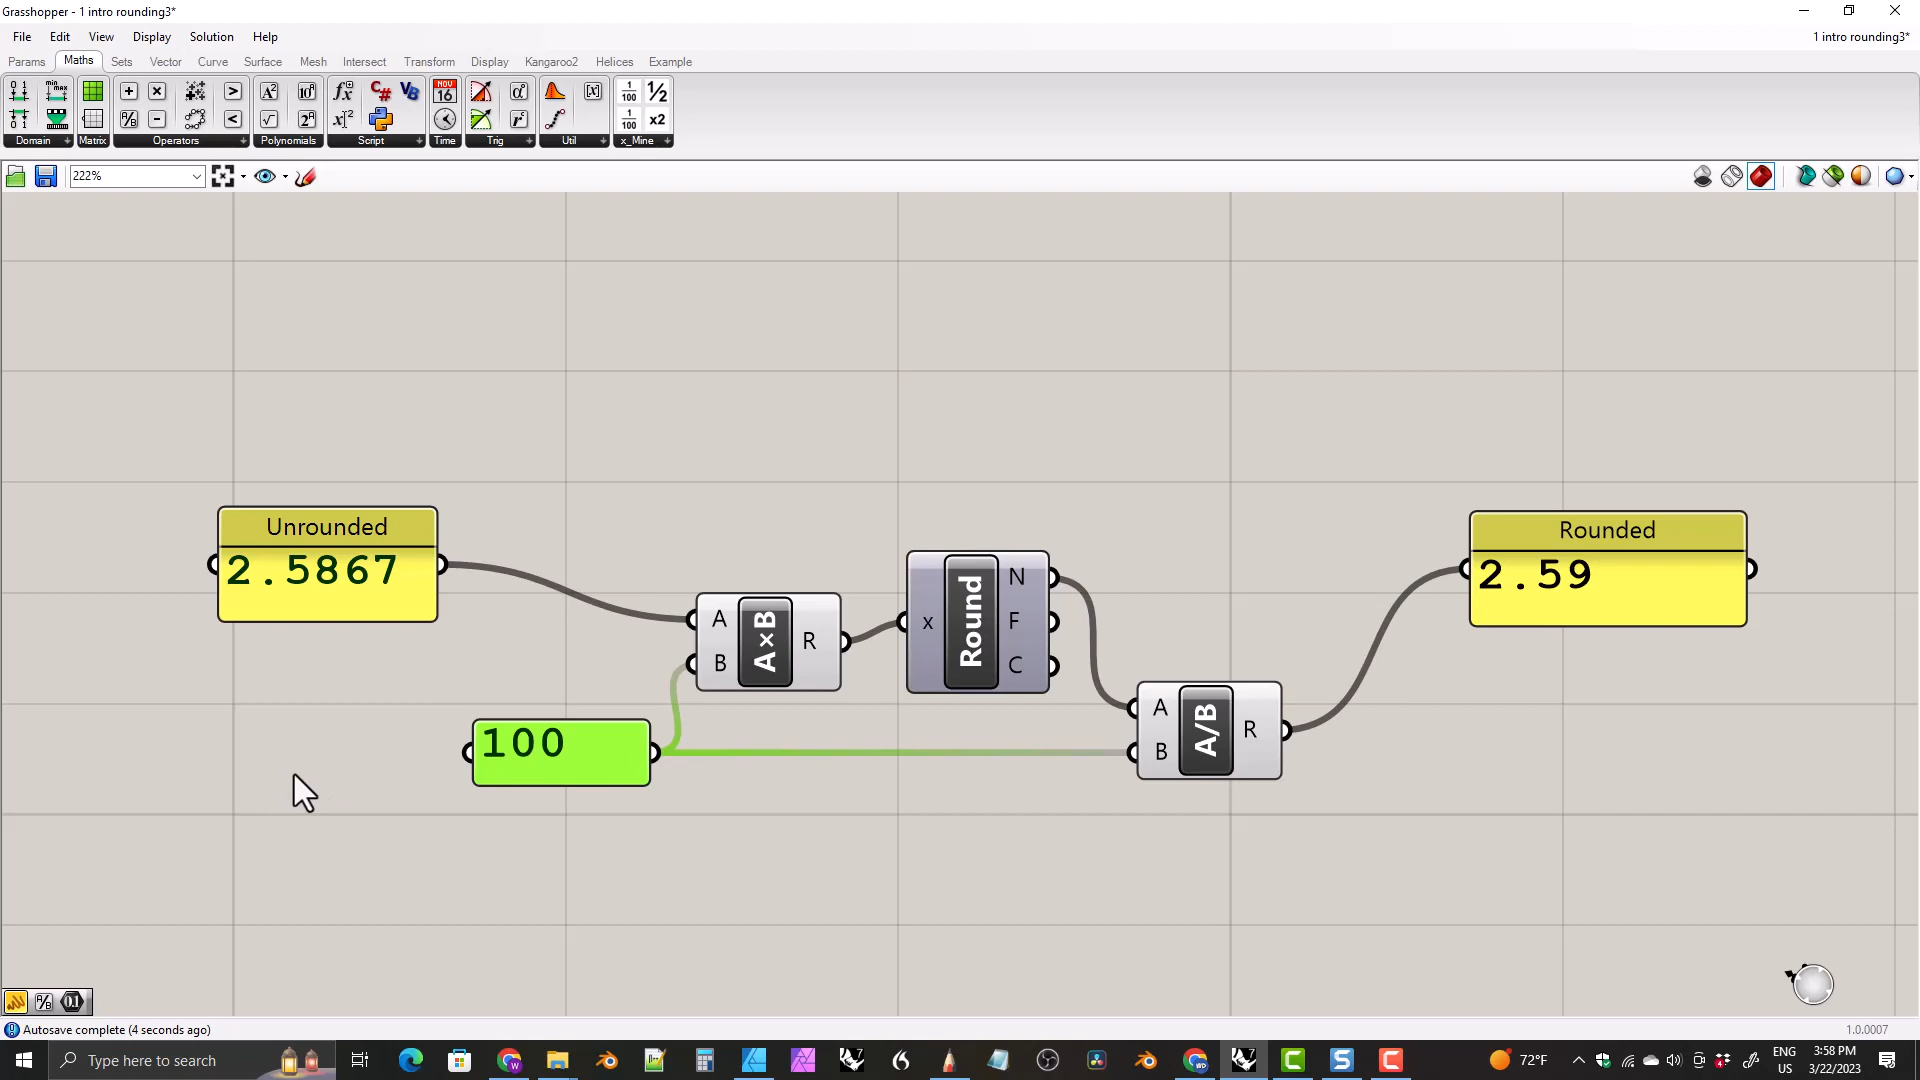 Grasshopper - 1 intro rounding3*
File Edit View Display Solution Help 1 intro rounding3*
Params Maths Sets Vector Curve Surface Mesh Intersect Transform Display Kangaroo2 Helices Example
Domain Matrix Operators Polynomials Script Time Trig Util x_Mine
222%
Unrounded
2.5867
A B A×B R
x Round N F C
100
A B A/B R
Rounded
2.59
Autosave complete (4 seconds ago) 1.0.0007
Type here to search
72°F
ENG
US
3:58 PM
3/22/2023